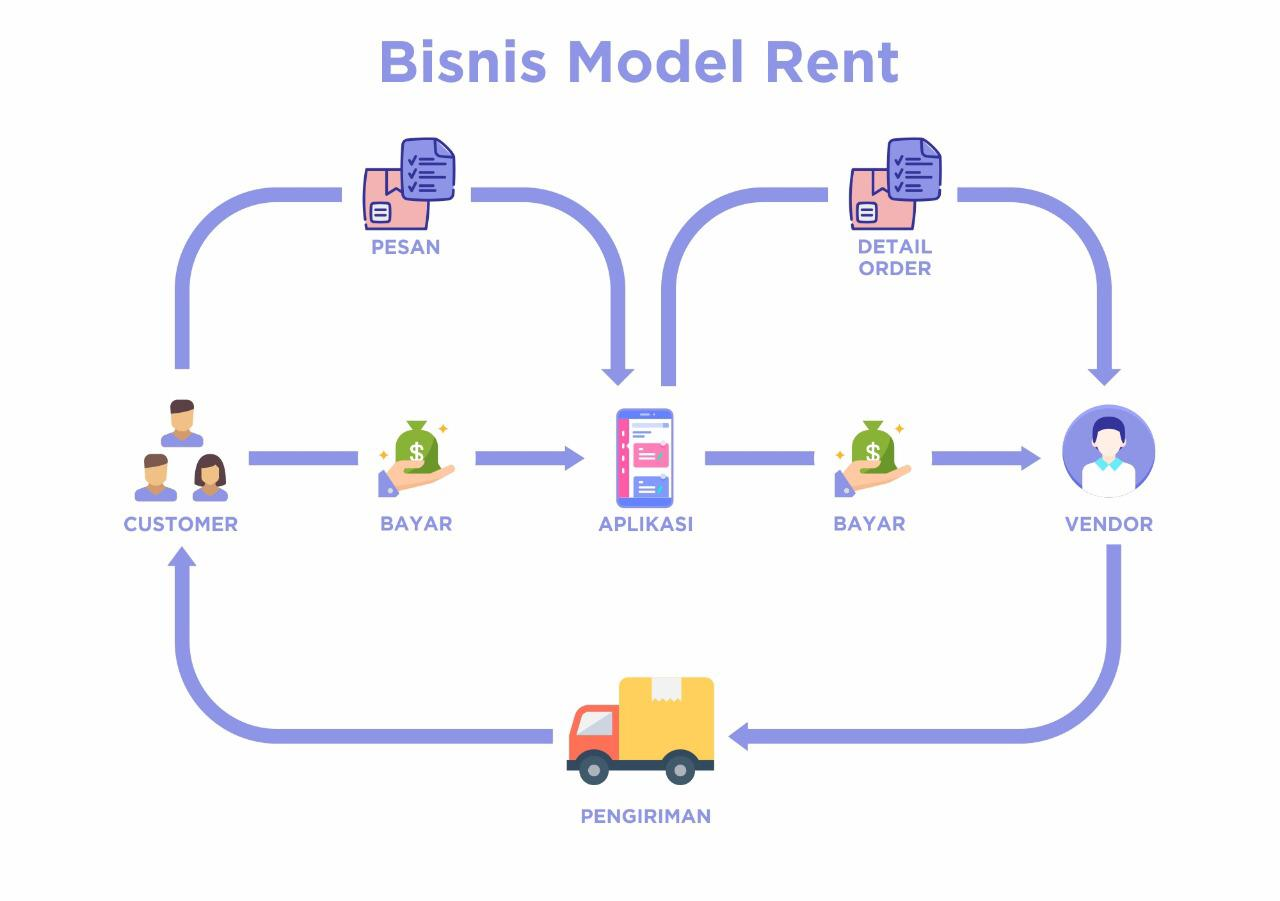 Bisnis Model Rent
PESAN
DETAIL
ORDER
$
$
CUSTOMER
BAYAR
APLIKASI
BAYAR
VENDOR
PENGIRIMAN